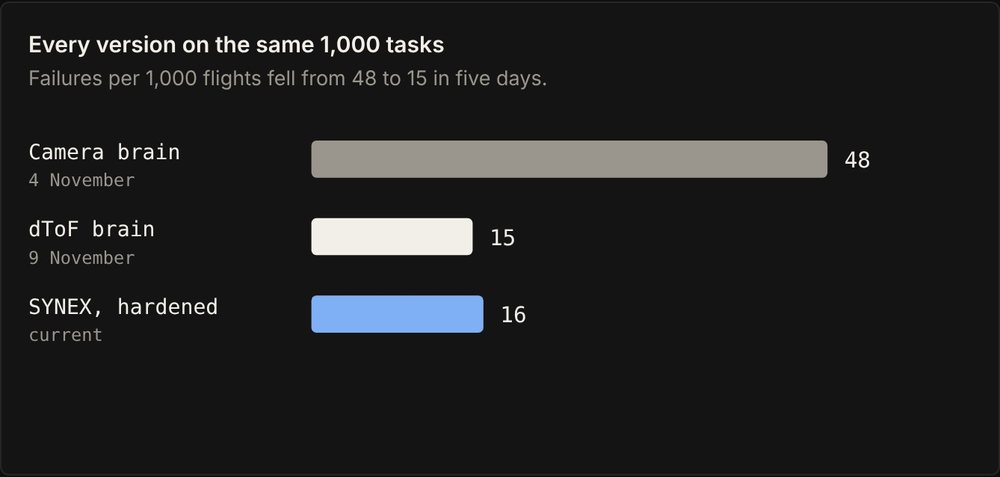 Every version on the same 1,000 tasks
Failures per 1,000 flights fell from 48 to 15 in five days.
Camera brain
4 November
48
dToF brain
9 November
15
SYNEX, hardened
current
16